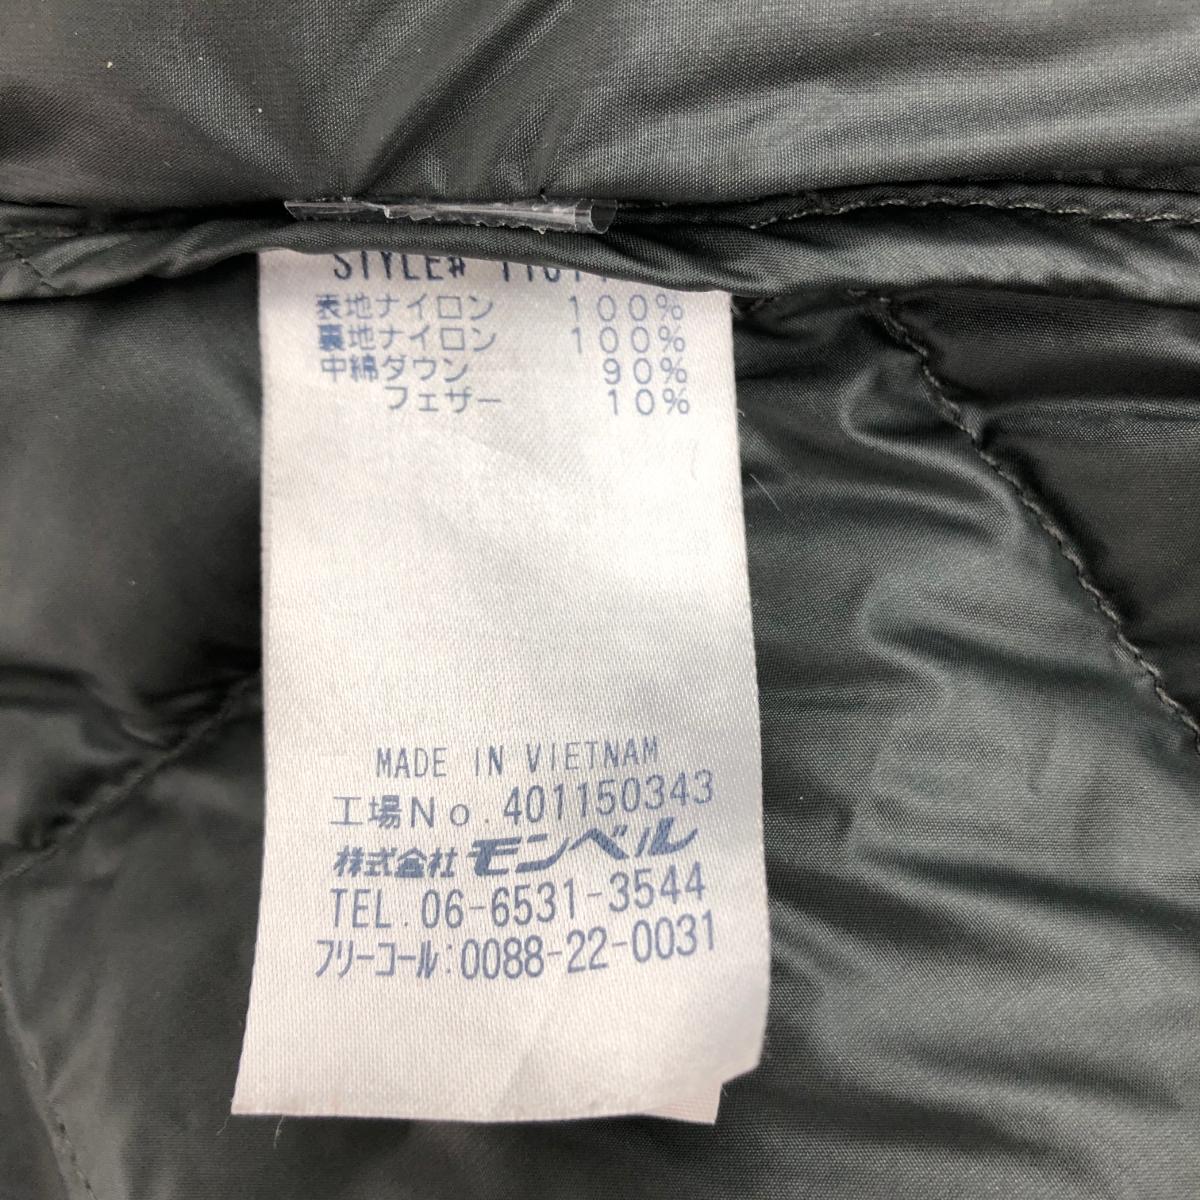 STYLE#
表地ナイロン 100%
裏地ナイロン 100%
中綿ダウン 90%
フェザー 10%
MADE IN VIETNAM
工場No.401150343
株式会社モンベル
TEL.06-6531-3544
フリーコール:0088-22-0031